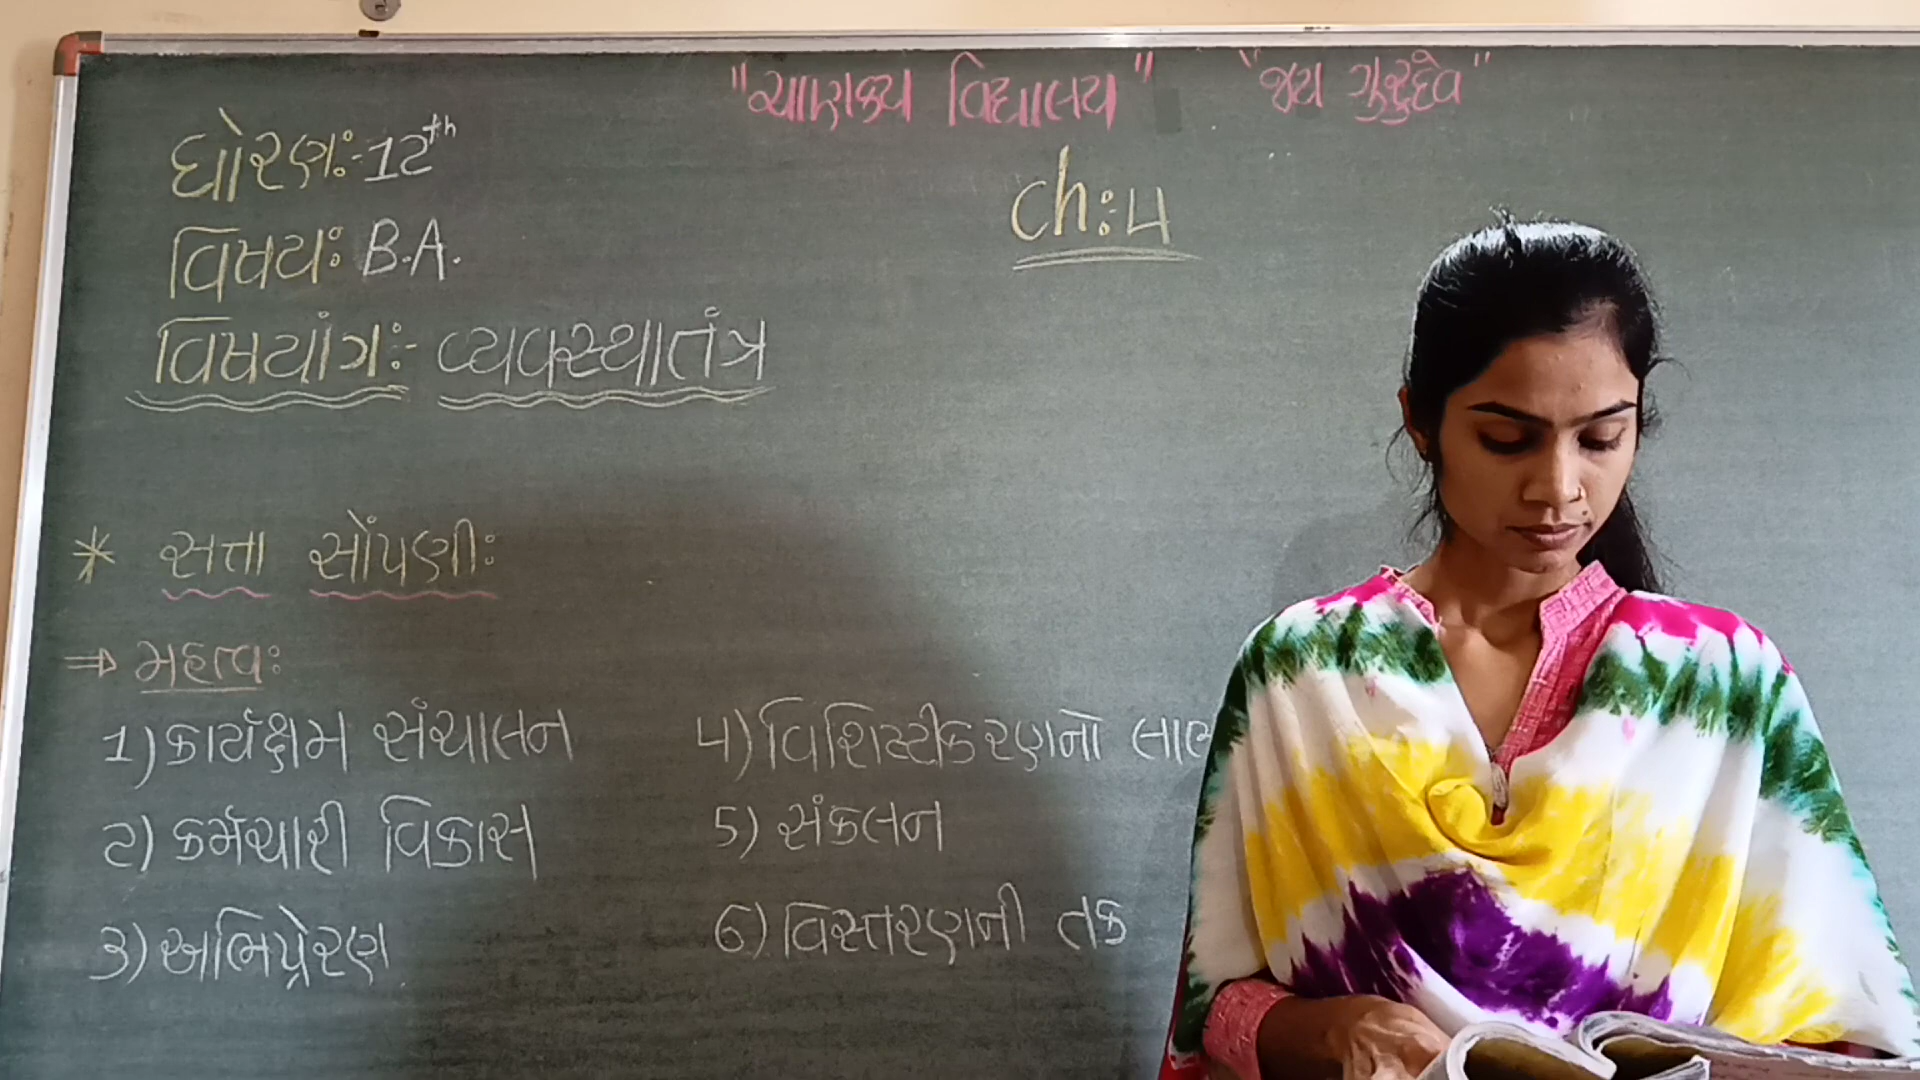 "ચાણક્ય વિદ્યાલય" "જય ગુરુદેવ"
ધોરણઃ-12th
ch:-4
વિષયઃ B.A.
વિષયાંગઃ- વ્યવસ્થાતંત્ર
* સત્તા સોંપણીઃ
⇒ મહત્વઃ
1) કાર્યક્ષમ સંચાલન
2) કર્મચારી વિકાસ
3) અભિપ્રેરણ
4) વિશિષ્ટીકરણનો
5) સંકલન
6) વિસ્તરણની તક